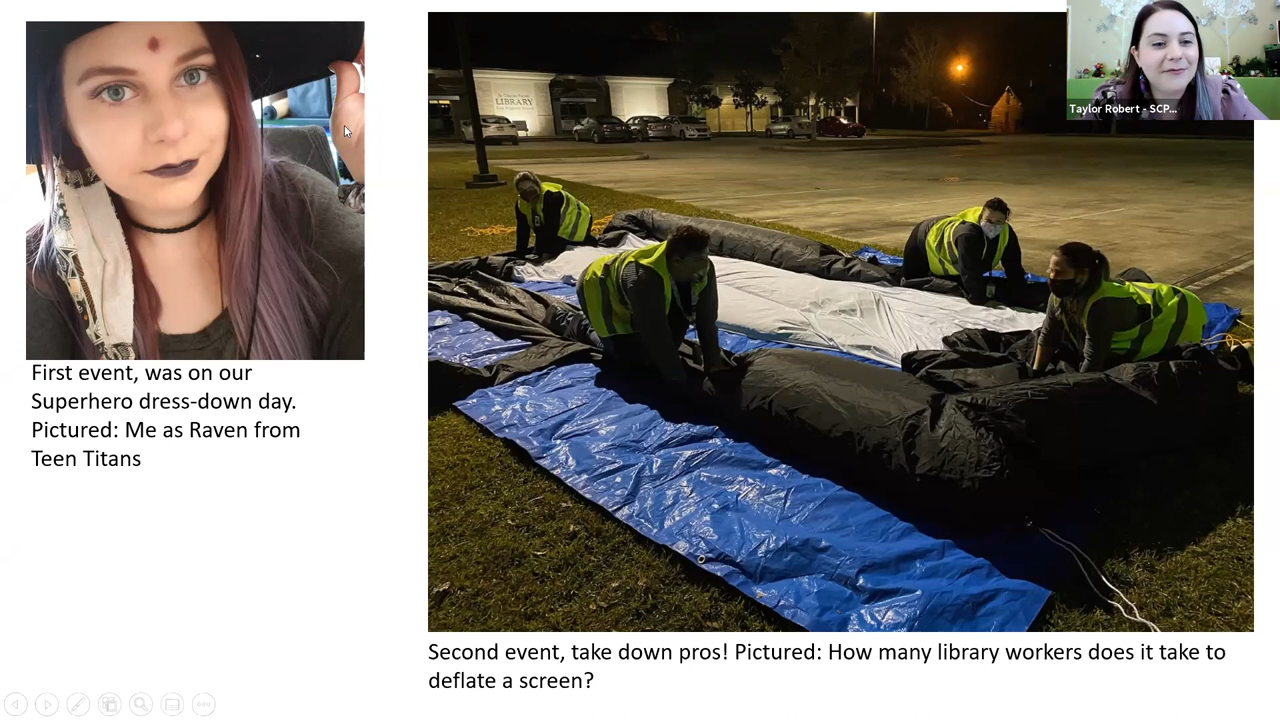 First event, was on our
Superhero dress-down day.
Pictured: Me as Raven from
Teen Titans
LIBRARY
Taylor Robert - SCP...
Second event, take down pros! Pictured: How many library workers does it take to
deflate a screen?